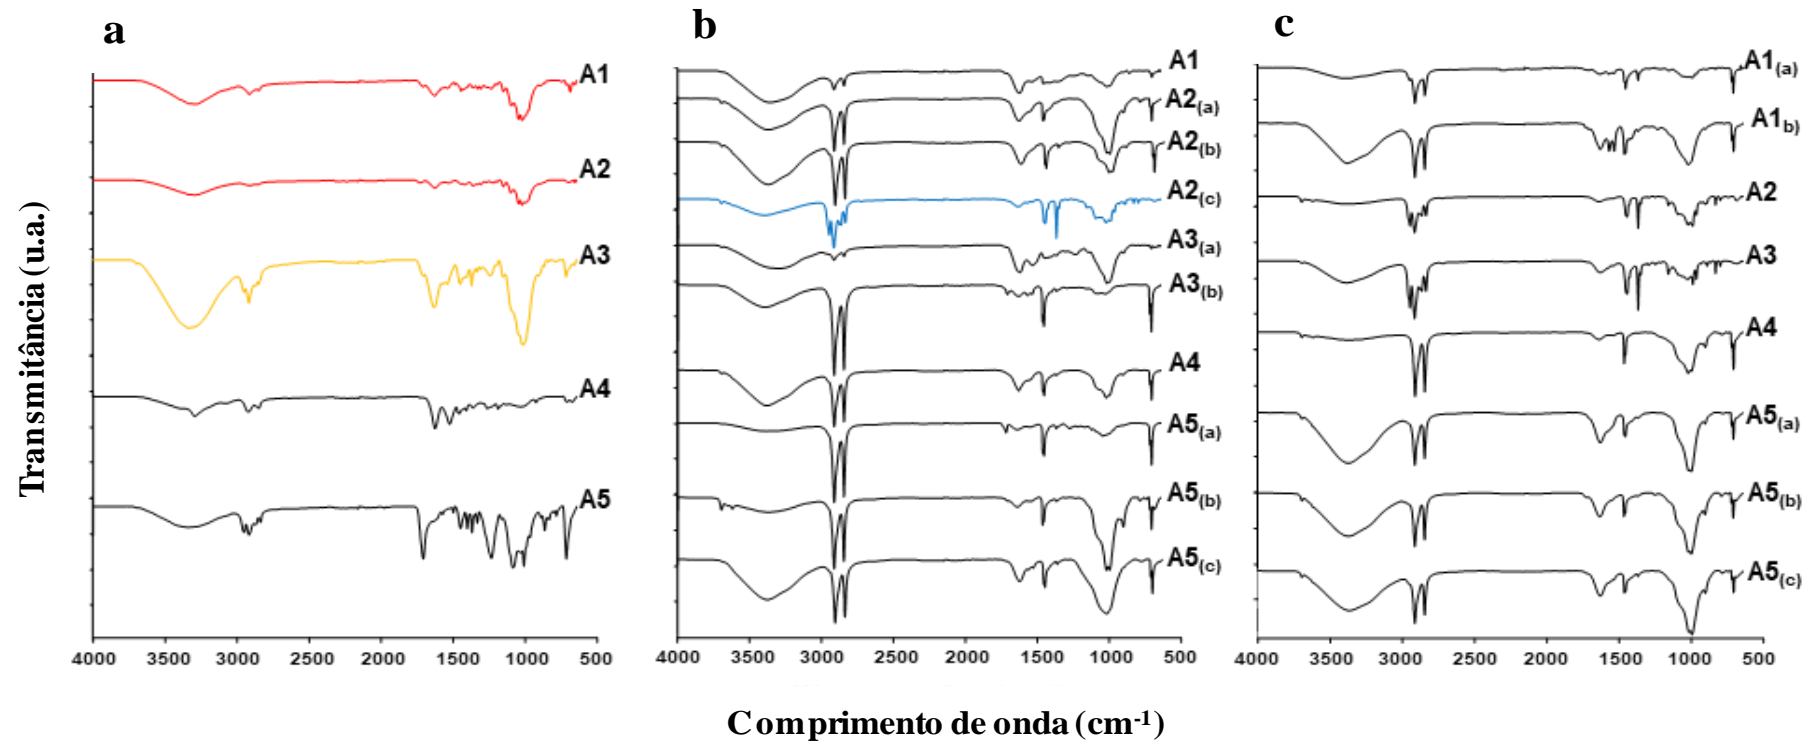 a
b
c
Transmitância (u.a.)
A1
A2
A3
A4
A5
4000 3500 3000 2500 2000 1500 1000 500
A1
A2(a)
A2(b)
A2(c)
A3(a)
A3(b)
A4
A5(a)
A5(b)
A5(c)
4000 3500 3000 2500 2000 1500 1000 500
A1(a)
A1b)
A2
A3
A4
A5(a)
A5(b)
A5(c)
4000 3500 3000 2500 2000 1500 1000 500
Comprimento de onda (cm-1)